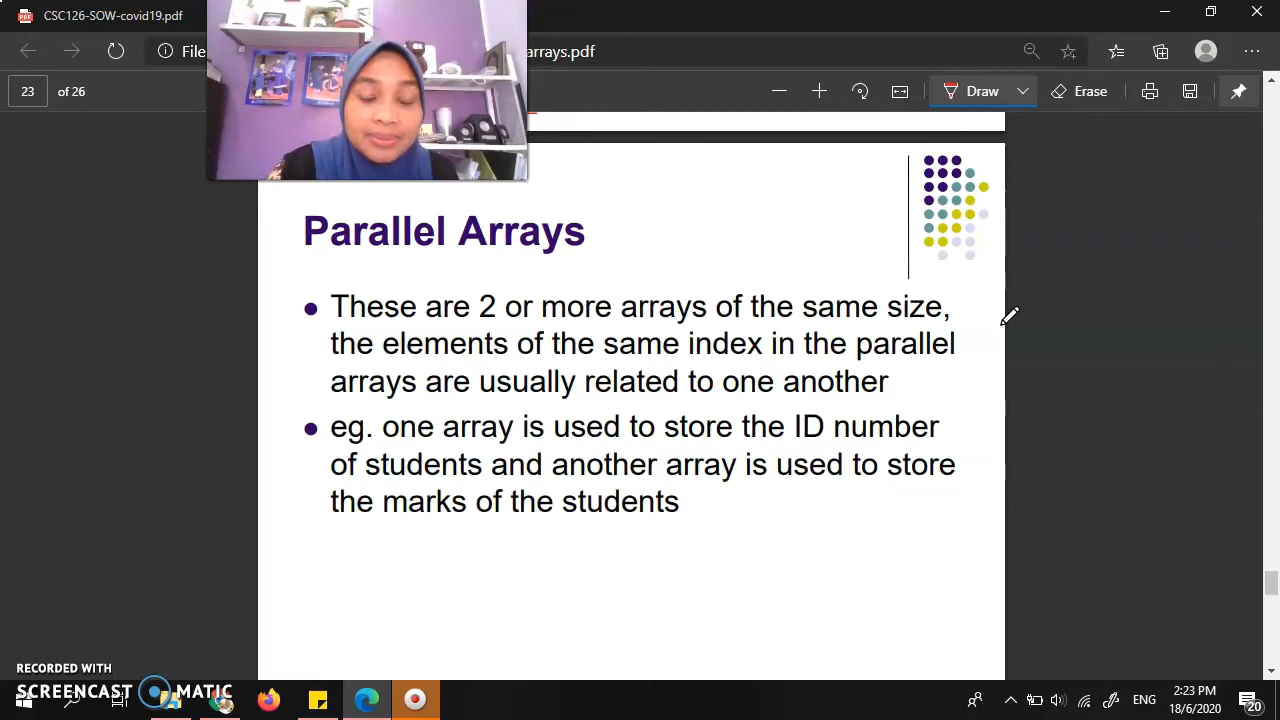 CSC126-SOW-covid19.pdf
File
arrays.pdf
23 of 26
Draw
Erase
Parallel Arrays
These are 2 or more arrays of the same size,
the elements of the same index in the parallel
arrays are usually related to one another
eg. one array is used to store the ID number
of students and another array is used to store
the marks of the students
RECORDED WITH
SCREENCAST MATIC
ENG
2:23 PM
18/6/2020
20